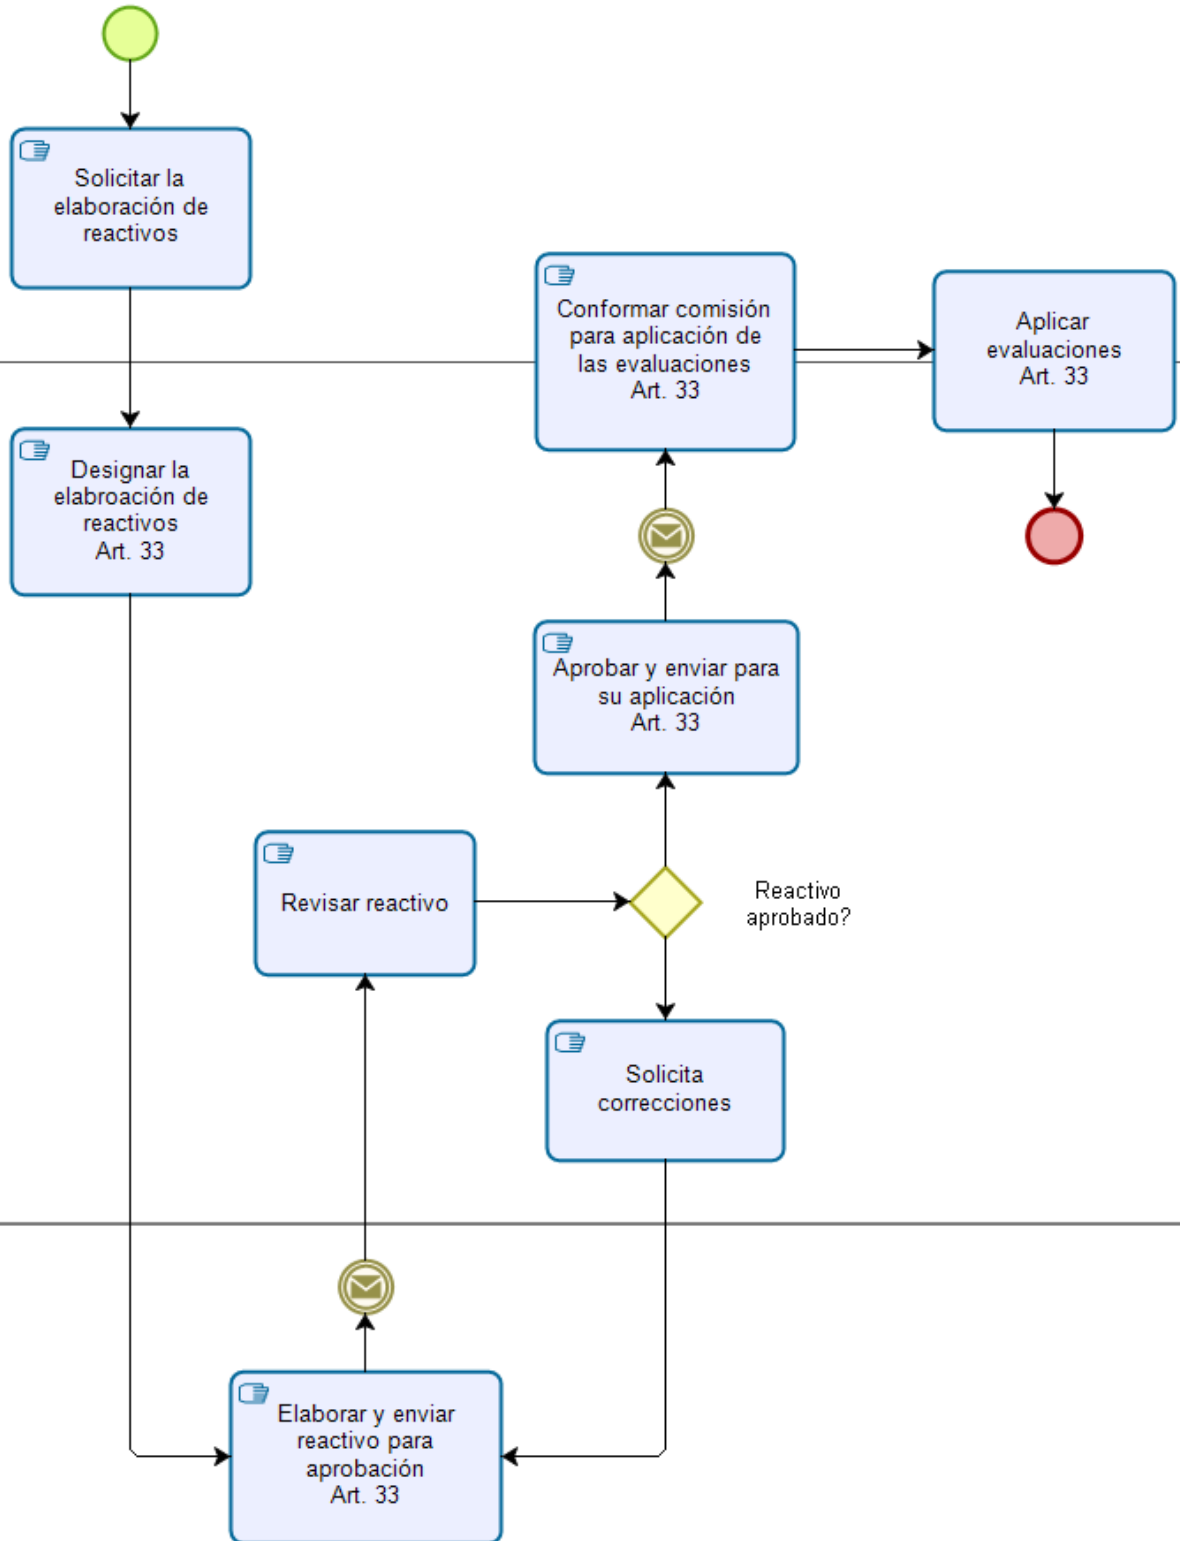 Solicitar la
elaboración de
reactivos
Conformar comisión
para aplicación de
las evaluaciones
Art. 33
Aplicar
evaluaciones
Art. 33
Designar la
elabroación de
reactivos
Art. 33
Aprobar y enviar para
su aplicación
Art. 33
Revisar reactivo
Reactivo
aprobado?
Solicita
correcciones
Elaborar y enviar
reactivo para
aprobación
Art. 33